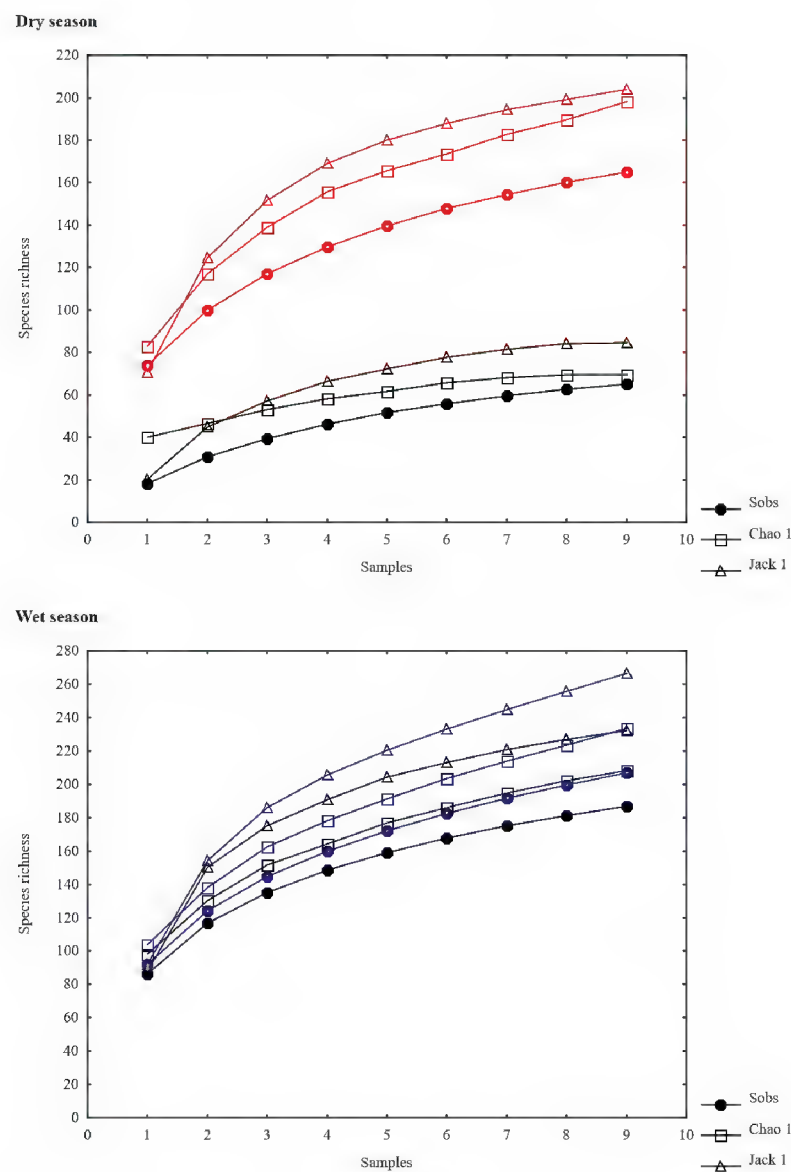 Dry season
220
200
180
160
140
120
100
80
60
40
20
0
Species richness
0 1 2 3 4 5 6 7 8 9 10
Samples
Sobs
Chao 1
Jack 1
Wet season
280
260
240
220
200
180
160
140
120
100
80
60
40
20
0
Species richness
0 1 2 3 4 5 6 7 8 9 10
Samples
Sobs
Chao 1
Jack 1